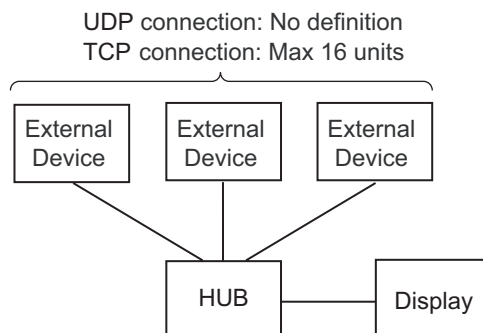 UDP connection: No definition
TCP connection: Max 16 units
External
Device
External
Device
External
Device
HUB
Display